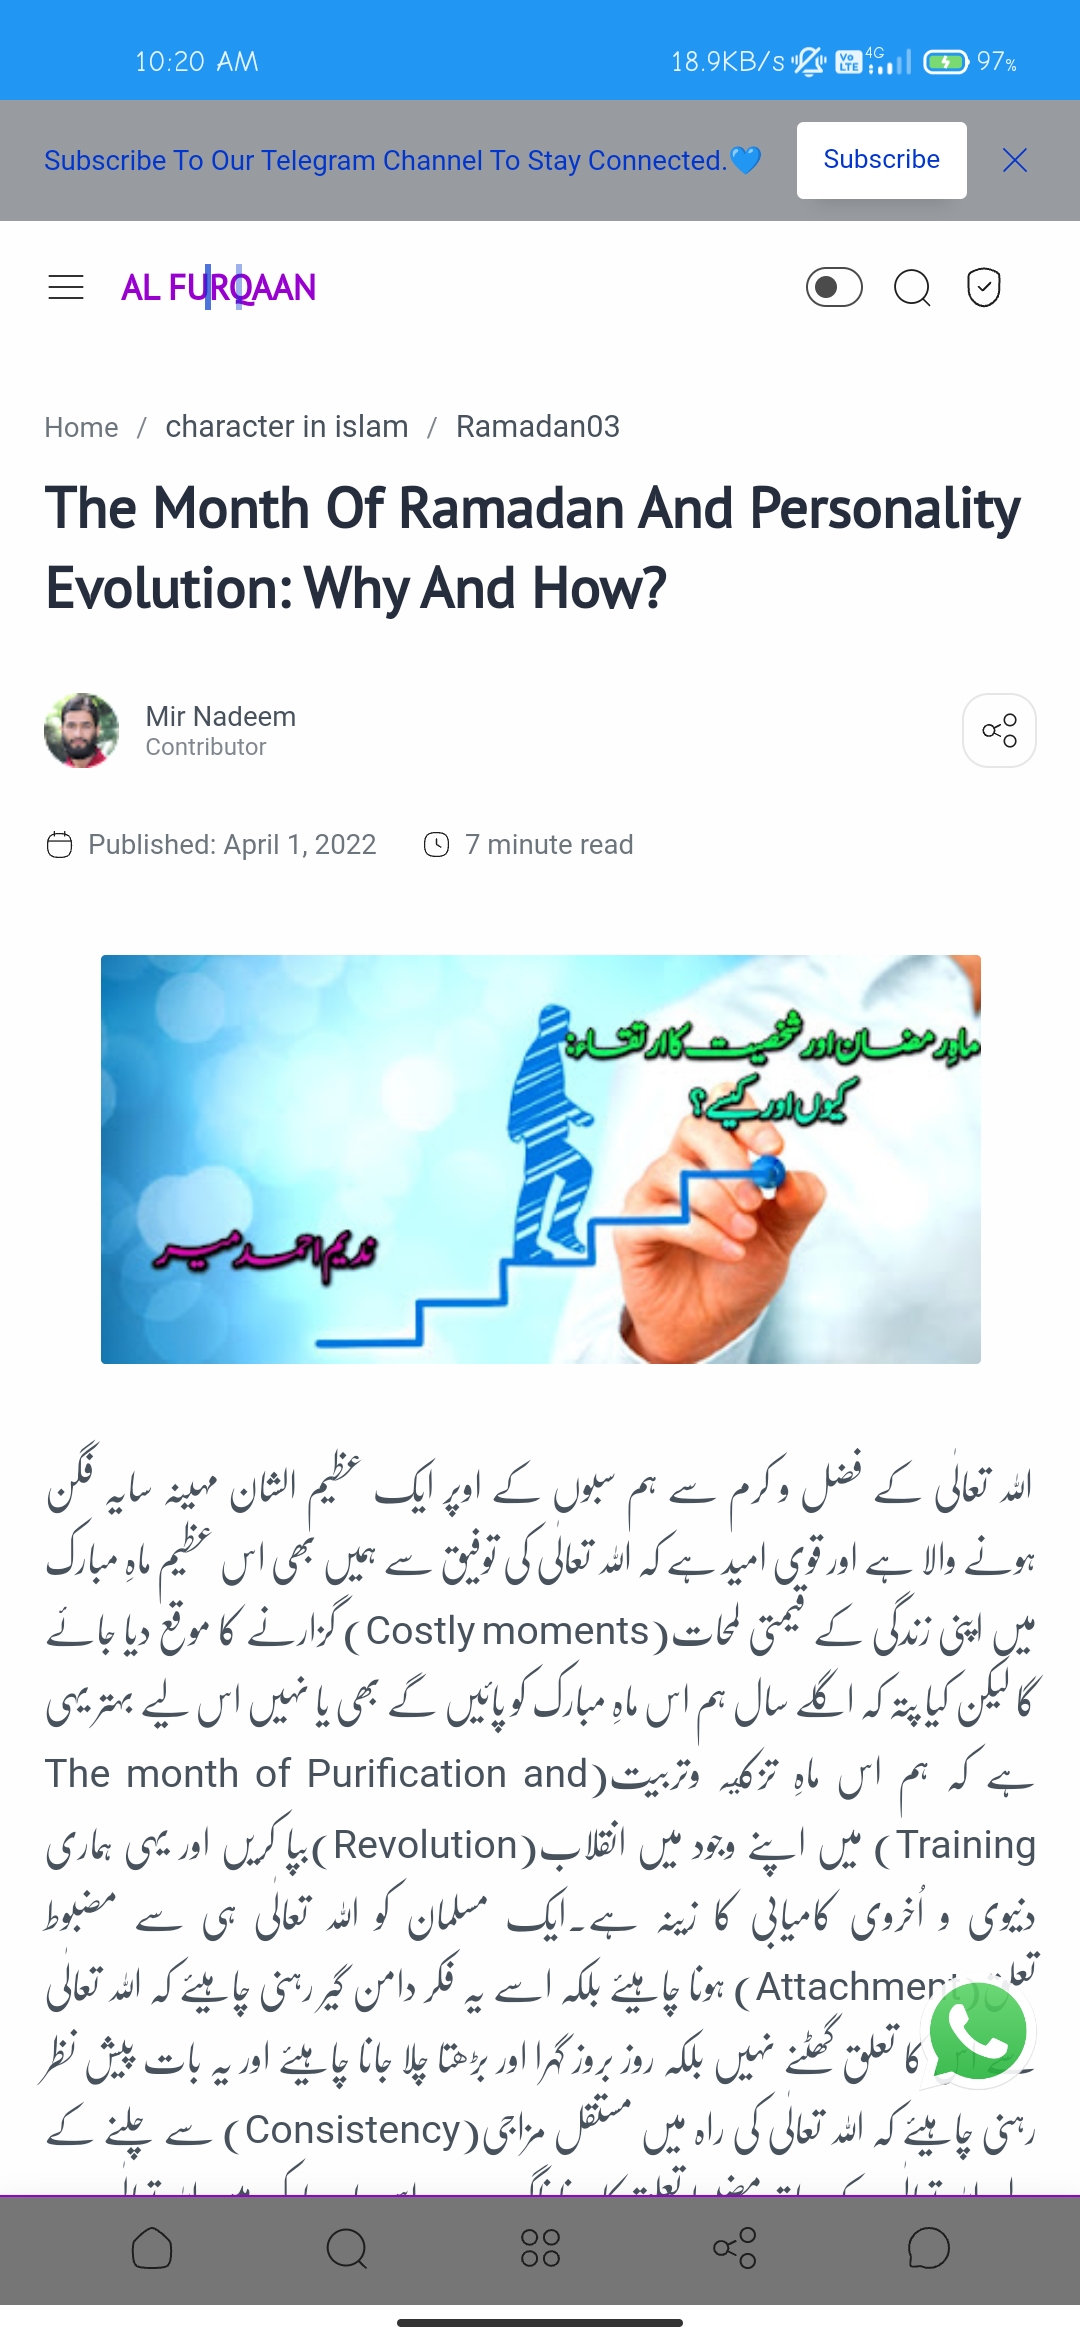 10:20 AM 18.9KB/s Vo LTE 4G 97%
Subscribe To Our Telegram Channel To Stay Connected.💙 Subscribe
AL FURQAAN
Home / character in islam / Ramadan03
The Month Of Ramadan And Personality
Evolution: Why And How?
Mir Nadeem
Contributor
Published: April 1, 2022 7 minute read
ماہِ رمضان اور شخصیت کا ارتقاء:
کیوں اور کیسے؟
ندیم احمد میر
اللہ تعالٰی کے فضل و کرم سے ہم سبوں کے اوپر ایک عظیم الشان مہینہ سایہ فگن
ہونے والا ہے اور قوی امید ہے کہ اللہ تعالٰی کی توفیق سے ہمیں بھی اس عظیم ماہِ مبارک
میں اپنی زندگی کے قیمتی لمحات(Costly moments) گزارنے کا موقع دیا جائے
گا لیکن کیا پتہ کہ اگلے سال ہم اس ماہِ مبارک کو پائیں گے بھی یا نہیں اس لیے بہتر یہی
ہے کہ ہم اس ماہِ تزکیہ وتربیت(The month of Purification and
Training) میں اپنے وجود میں انقلاب(Revolution)بپا کریں اور یہی ہماری
دنیوی و اُخروی کامیابی کا زینہ ہے۔ایک مسلمان کو اللہ تعالٰی ہی سے مضبوط
تعلق(Attachment) ہونا چاہیئے بلکہ اسے یہ فکر دامن گیر رہنی چاہیئے کہ اللہ تعالٰی
سے اس کا تعلق گھٹنے نہیں بلکہ روز بروز گہرا اور بڑھتا چلا جانا چاہیئے اور یہ بات پیش نظر
رہنی چاہیئے کہ اللہ تعالٰی کی راہ میں مستقل مزاجی(Consistency) سے چلنے کے